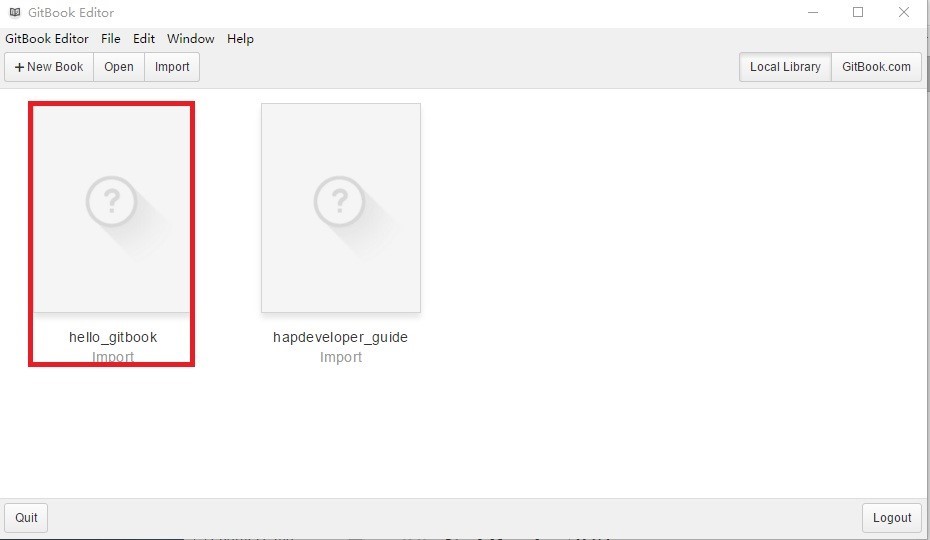 GitBook Editor
GitBook Editor File Edit Window Help
+ New Book Open Import Local Library GitBook.com
? ?
hello_gitbook hapdeveloper_guide
Import Import
Quit Logout